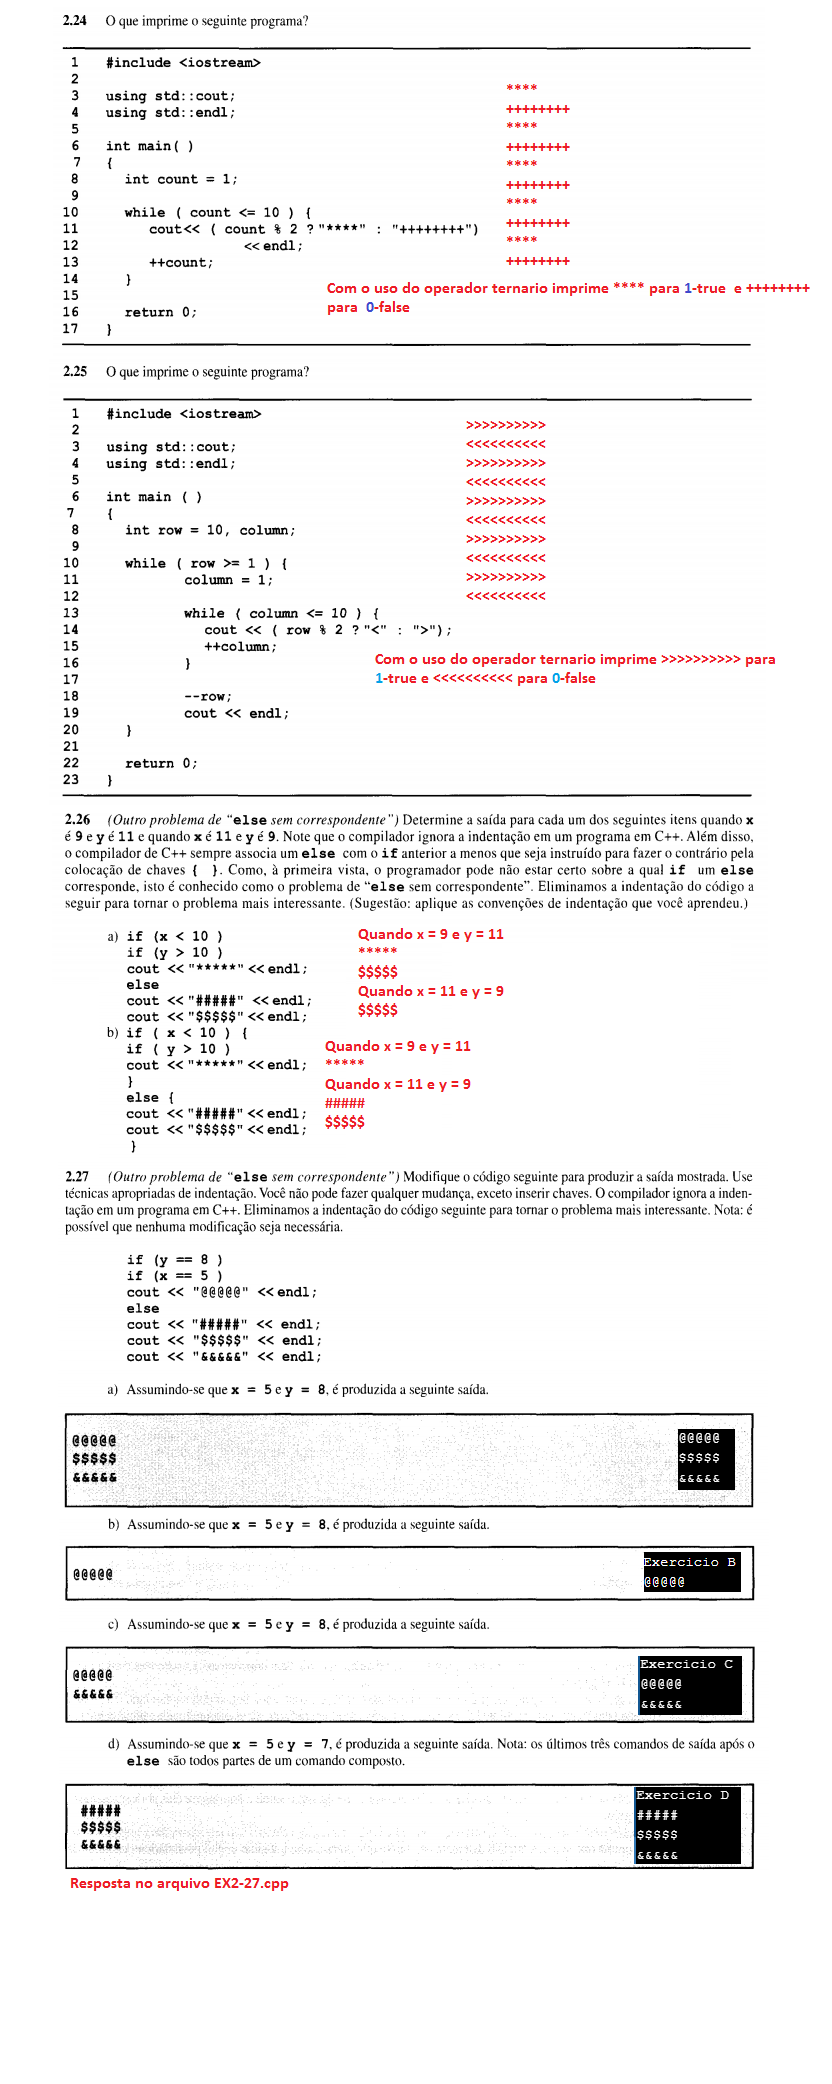 2.24 O que imprime o seguinte programa?
1 #include <iostream>
2
3 using std::cout;
4 using std::endl;
5
6 int main( )
7 {
8 int count = 1;
9
10 while ( count <= 10 ) {
11 cout<< ( count % 2 ? "****" : "++++++++")
12 << endl;
13 ++count;
14 }
15
16 return 0;
17 }
****
++++++++
****
++++++++
****
++++++++
****
++++++++
****
++++++++
Com o uso do operador ternario imprime **** para 1-true e ++++++++
para 0-false
2.25 O que imprime o seguinte programa?
1 #include <iostream>
2
3 using std::cout;
4 using std::endl;
5
6 int main ( )
7 {
8 int row = 10, column;
9
10 while ( row >= 1 ) {
11 column = 1;
12
13 while ( column <= 10 ) {
14 cout << ( row % 2 ? "<" : ">");
15 ++column;
16 }
17
18 --row;
19 cout << endl;
20 }
21
22 return 0;
23 }
>>>>>>>>>>
<<<<<<<<<<
>>>>>>>>>>
<<<<<<<<<<
>>>>>>>>>>
<<<<<<<<<<
>>>>>>>>>>
<<<<<<<<<<
>>>>>>>>>>
<<<<<<<<<<
Com o uso do operador ternario imprime >>>>>>>>>> para
1-true e <<<<<<<<<< para 0-false
2.26 (Outro problema de “else sem correspondente”) Determine a saída para cada um dos seguintes itens quando x
é 9 e y é 11 e quando x é 11 e y é 9. Note que o compilador ignora a indentação em um programa em C++. Além disso,
o compilador de C++ sempre associa um else com o if anterior a menos que seja instruído para fazer o contrário pela
colocação de chaves { }. Como, à primeira vista, o programador pode não estar certo sobre a qual if um else
corresponde, isto é conhecido como o problema de “else sem correspondente”. Eliminamos a indentação do código a
seguir para tornar o problema mais interessante. (Sugestão: aplique as convenções de indentação que você aprendeu.)
a) if (x < 10 )
if (y > 10 )
cout << "*****" << endl;
else
cout << "#####" << endl;
cout << "$$$$$" << endl;
Quando x = 9 e y = 11
*****
$$$$$
Quando x = 11 e y = 9
$$$$$
b) if ( x < 10 ) {
if ( y > 10 )
cout << "*****" << endl;
}
else {
cout << "#####" << endl;
cout << "$$$$$" << endl;
}
Quando x = 9 e y = 11
*****
Quando x = 11 e y = 9
#####
$$$$$
2.27 (Outro problema de “else sem correspondente”) Modifique o código seguinte para produzir a saída mostrada. Use
técnicas apropriadas de indentação. Você não pode fazer qualquer mudança, exceto inserir chaves. O compilador ignora a inden-
tação em um programa em C++. Eliminamos a indentação do código seguinte para tornar o problema mais interessante. Nota: é
possível que nenhuma modificação seja necessária.
if (y == 8 )
if (x == 5 )
cout << "@@@@@" << endl;
else
cout << "#####" << endl;
cout << "$$$$$" << endl;
cout << "&&&&&" << endl;
a) Assumindo-se que x = 5 e y = 8, é produzida a seguinte saída.
@@@@@
$$$$$
&&&&&
@@@@@
$$$$$
&&&&&
b) Assumindo-se que x = 5 e y = 8, é produzida a seguinte saída.
@@@@@
Exercicio B
@@@@@
c) Assumindo-se que x = 5 e y = 8, é produzida a seguinte saída.
@@@@@
&&&&&
Exercicio C
@@@@@
&&&&&
d) Assumindo-se que x = 5 e y = 7, é produzida a seguinte saída. Nota: os últimos três comandos de saída após o
else são todos partes de um comando composto.
#####
$$$$$
&&&&&
Exercicio D
#####
$$$$$
&&&&&
Resposta no arquivo EX2-27.cpp